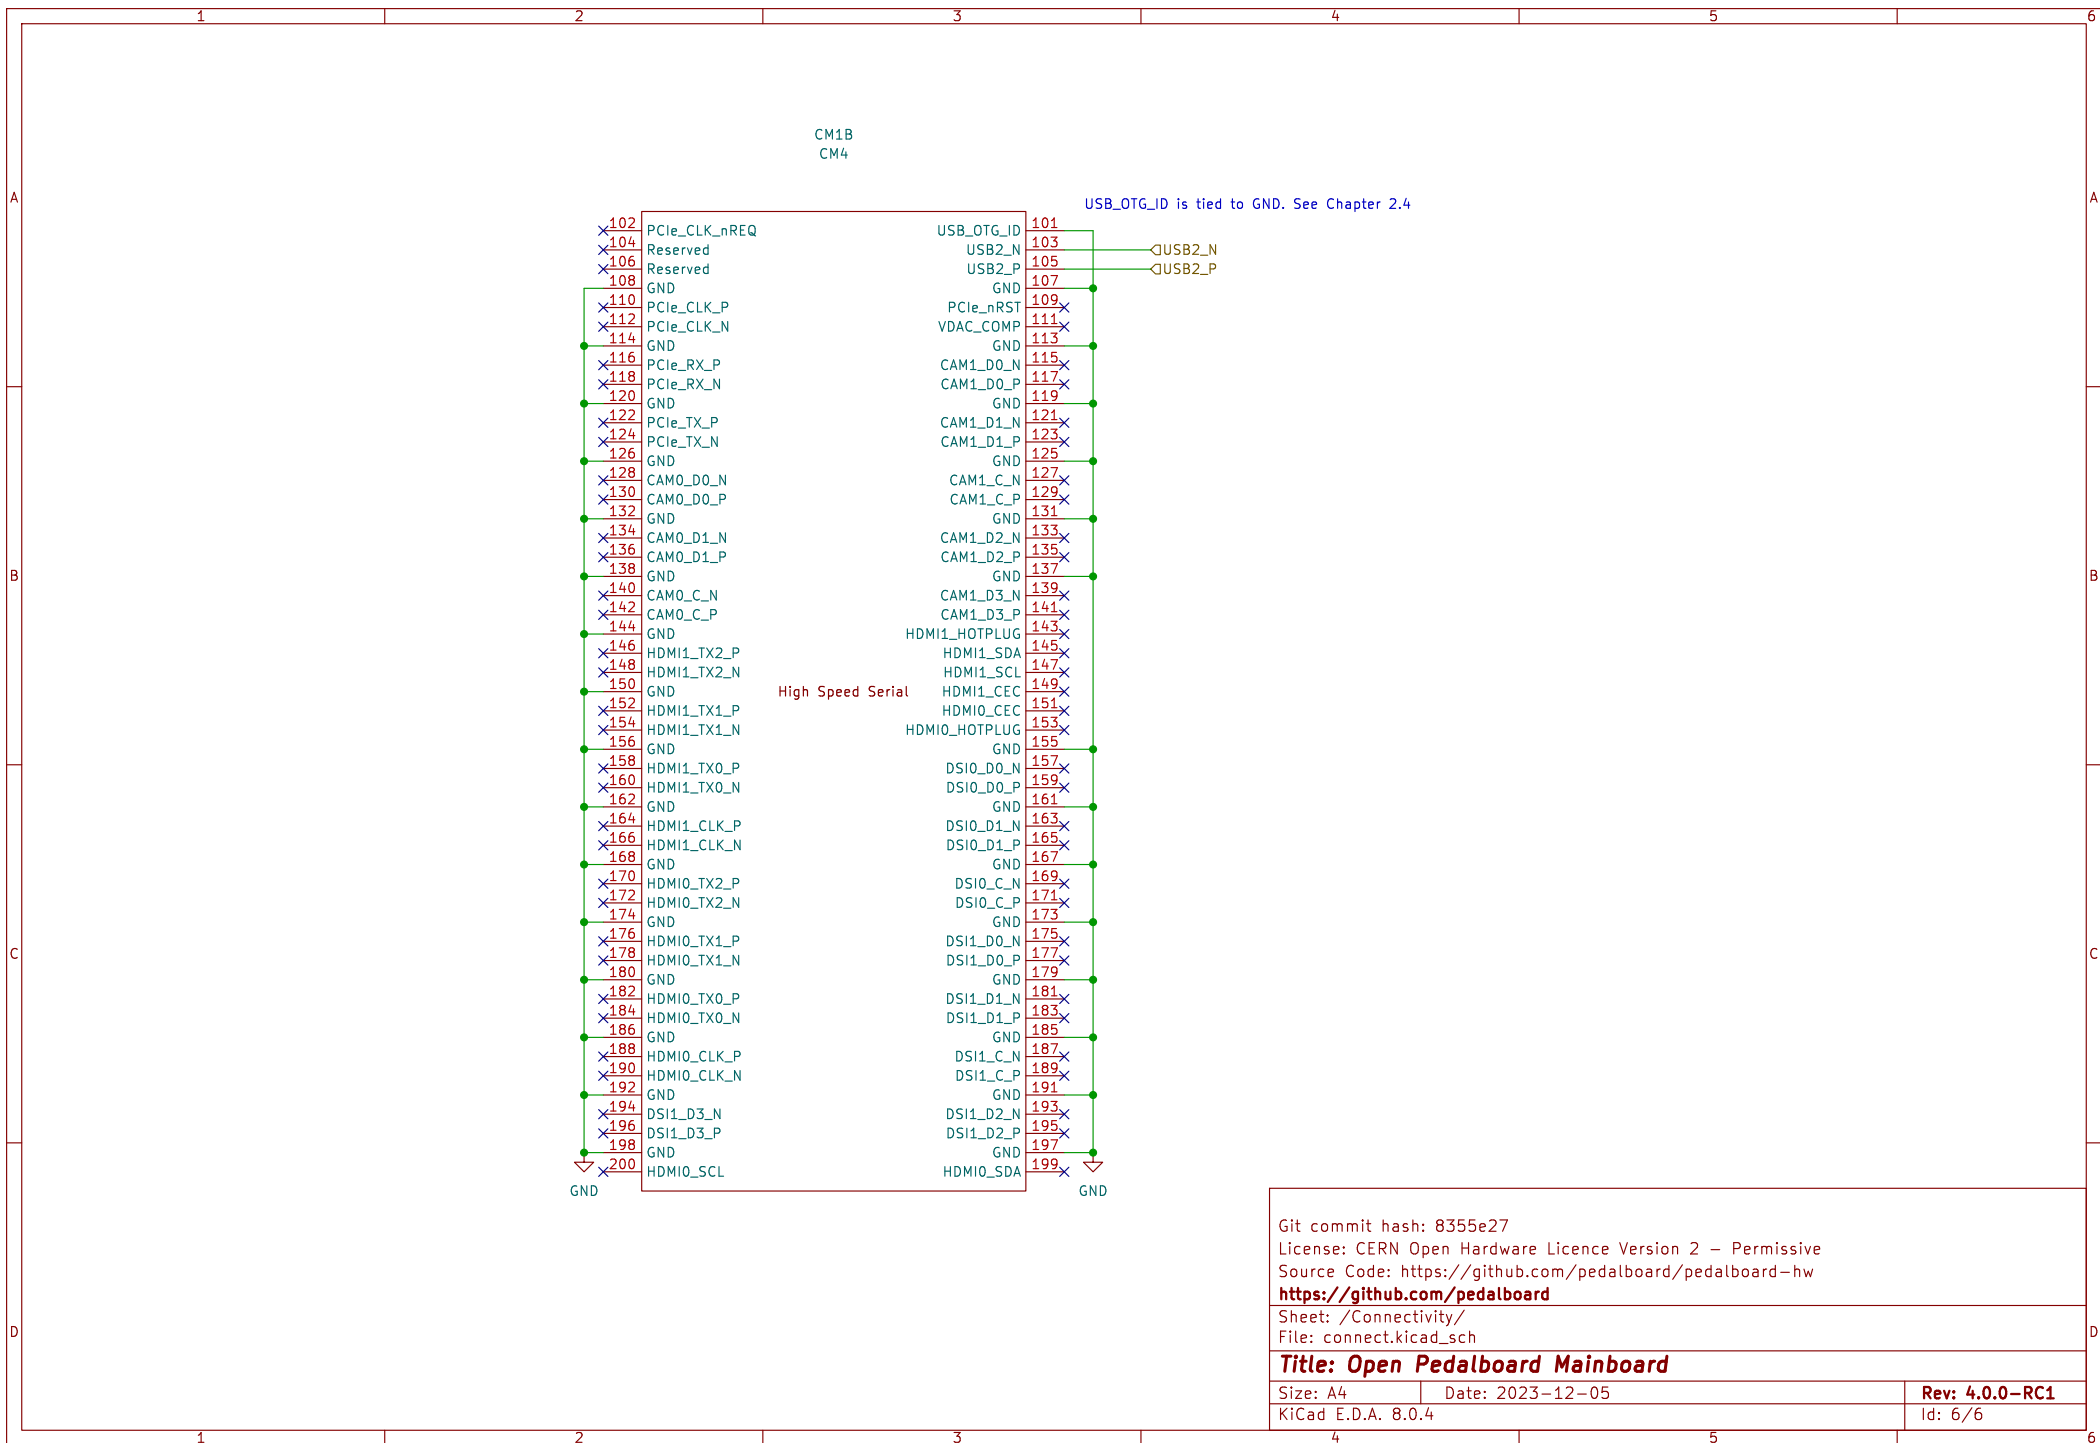 1 2 3 4 5 6
CM1B
CM4
A A
USB_OTG_ID is tied to GND. See Chapter 2.4
102 PCIe_CLK_nREQ USB_OTG_ID 101
104 Reserved USB2_N 103 USB2_N
106 Reserved USB2_P 105 USB2_P
108 GND GND 107
110 PCIe_CLK_P PCIe_nRST 109
112 PCIe_CLK_N VDAC_COMP 111
114 GND GND 113
116 PCIe_RX_P CAM1_D0_N 115
118 PCIe_RX_N CAM1_D0_P 117
120 GND GND 119
122 PCIe_TX_P CAM1_D1_N 121
124 PCIe_TX_N CAM1_D1_P 123
126 GND GND 125
128 CAM0_D0_N CAM1_C_N 127
130 CAM0_D0_P CAM1_C_P 129
132 GND GND 131
134 CAM0_D1_N CAM1_D2_N 133
136 CAM0_D1_P CAM1_D2_P 135
B 138 GND GND 137 B
140 CAM0_C_N CAM1_D3_N 139
142 CAM0_C_P CAM1_D3_P 141
144 GND HDMI1_HOTPLUG 143
146 HDMI1_TX2_P HDMI1_SDA 145
148 HDMI1_TX2_N HDMI1_SCL 147
150 GND High Speed Serial HDMI1_CEC 149
152 HDMI1_TX1_P HDMI0_CEC 151
154 HDMI1_TX1_N HDMI0_HOTPLUG 153
156 GND GND 155
158 HDMI1_TX0_P DSI0_D0_N 157
160 HDMI1_TX0_N DSI0_D0_P 159
162 GND GND 161
164 HDMI1_CLK_P DSI0_D1_N 163
166 HDMI1_CLK_N DSI0_D1_P 165
168 GND GND 167
170 HDMI0_TX2_P DSI0_C_N 169
172 HDMI0_TX2_N DSI0_C_P 171
174 GND GND 173
176 HDMI0_TX1_P DSI1_D0_N 175
C 178 HDMI0_TX1_N DSI1_D0_P 177 C
180 GND GND 179
182 HDMI0_TX0_P DSI1_D1_N 181
184 HDMI0_TX0_N DSI1_D1_P 183
186 GND GND 185
188 HDMI0_CLK_P DSI1_C_N 187
190 HDMI0_CLK_N DSI1_C_P 189
192 GND GND 191
194 DSI1_D3_N DSI1_D2_N 193
196 DSI1_D3_P DSI1_D2_P 195
198 GND GND 197
200 HDMI0_SCL HDMI0_SDA 199
GND GND
Git commit hash: 8355e27
License: CERN Open Hardware Licence Version 2 - Permissive
Source Code: https://github.com/pedalboard/pedalboard-hw
https://github.com/pedalboard
Sheet: /Connectivity/
D D
File: connect.kicad_sch
Title: Open Pedalboard Mainboard
Size: A4 Date: 2023-12-05 Rev: 4.0.0-RC1
KiCad E.D.A. 8.0.4 Id: 6/6
1 2 3 4 5 6